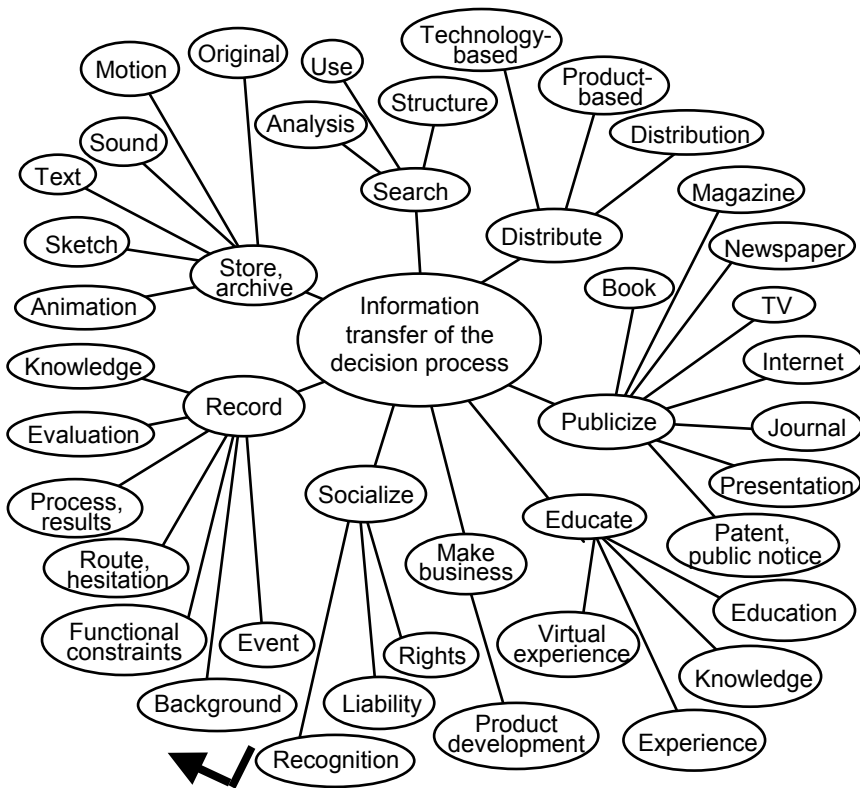 Technology-
based
Original
Motion
Use
Product-
based
Structure
Analysis
Distribution
Sound
Text
Search
Magazine
Distribute
Sketch
Newspaper
Store,
archive
Book
Animation
Information
transfer of the
decision process
TV
Knowledge
Internet
Record
Publicize
Evaluation
Journal
Socialize
Presentation
Process,
results
Educate
Patent,
public notice
Make
business
Route,
hesitation
Education
Functional
constraints
Event
Rights
Virtual
experience
Knowledge
Background
Liability
Product
development
Experience
Recognition